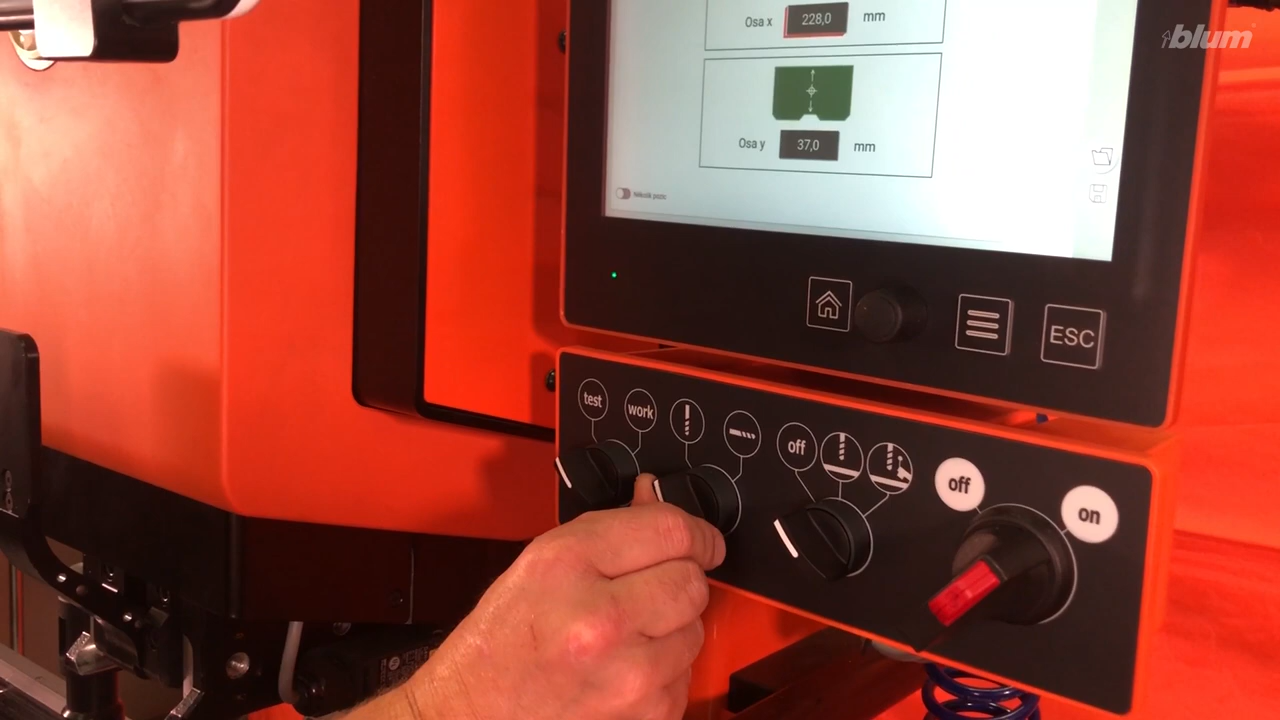 blum
Osa x 228,0 mm
Osa y 37,0 mm
ESC
test
work
off
off
on